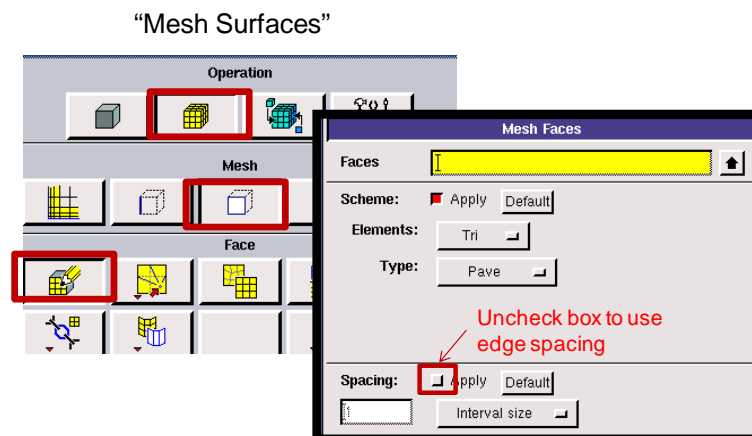 “Mesh Surfaces”
Operation
Mesh
Face
Mesh Faces
Faces
Scheme: Apply Default
Elements: Tri
Type: Pave
Uncheck box to use
edge spacing
Spacing: Apply Default
1 Interval size